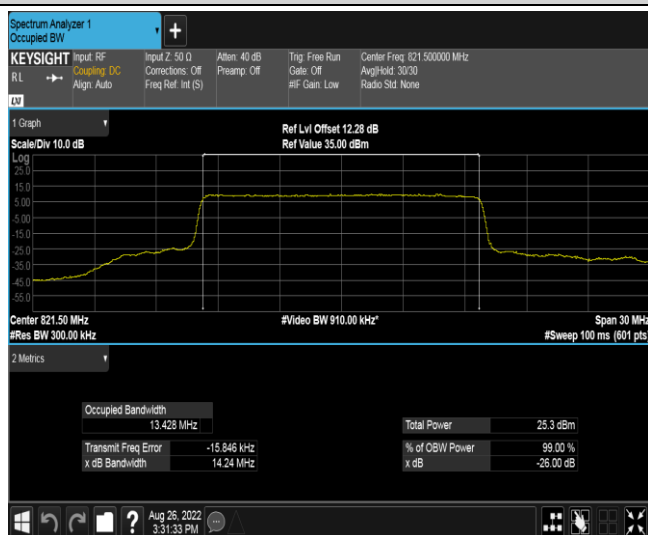 Spectrum Analyzer 1
Occupied BW
+
KEYSIGHT
RL
LXI
Input: RF
Coupling: DC
Align: Auto
Input Z: 50 Ω
Corrections: Off
Freq Ref: Int (S)
Atten: 40 dB
Preamp: Off
Trig: Free Run
Gate: Off
#IF Gain: Low
Center Freq: 821.500000 MHz
Avg|Hold: 30/30
Radio Std: None
1 Graph
Scale/Div 10.0 dB
Ref Lvl Offset 12.28 dB
Ref Value 35.00 dBm
Log
25.0
15.0
5.00
-5.00
-15.0
-25.0
-35.0
-45.0
-55.0
Center 821.50 MHz
#Res BW 300.00 kHz
#Video BW 910.00 kHz*
Span 30 MHz
#Sweep 100 ms (601 pts)
2 Metrics
Occupied Bandwidth
13.428 MHz
Transmit Freq Error -15.846 kHz
x dB Bandwidth 14.24 MHz
Total Power 25.3 dBm
% of OBW Power 99.00 %
x dB -26.00 dB
?
Aug 26, 2022
3:31:33 PM